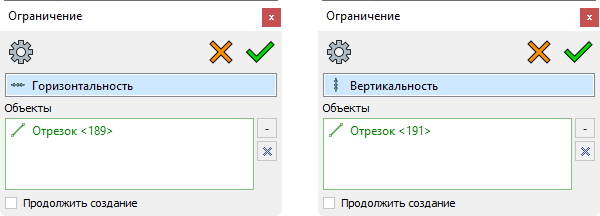 Ограничение
Горизонтальность
Объекты
Отрезок <189>
Продолжить создание
Ограничение
Вертикальность
Объекты
Отрезок <191>
Продолжить создание